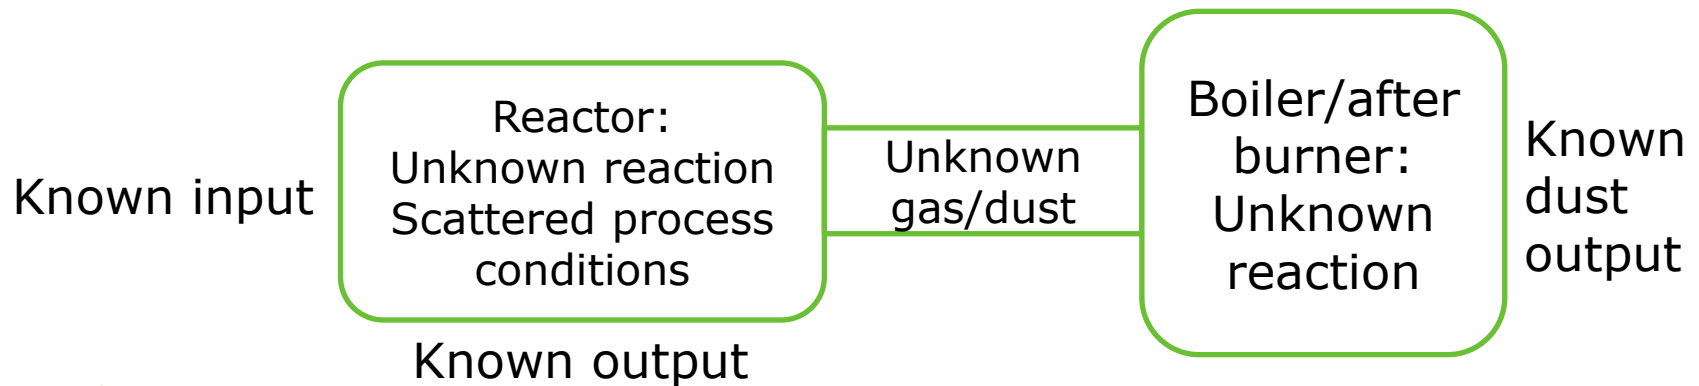 Known input
Reactor:
Unknown reaction
Scattered process
conditions
Known output
Unknown
gas/dust
Boiler/after
burner:
Unknown
reaction
Known
dust
output